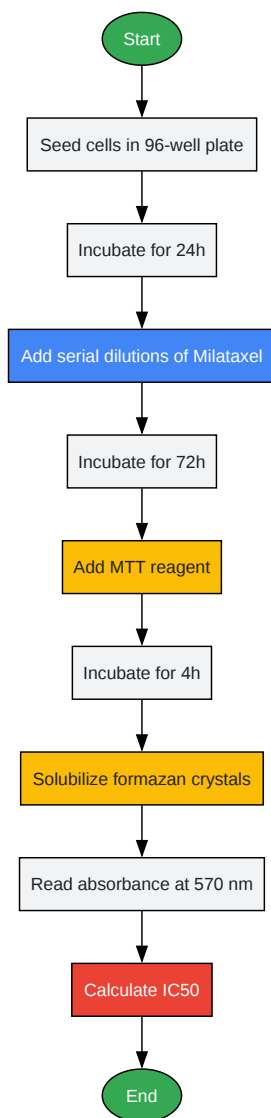 Start
Seed cells in 96-well plate
Incubate for 24h
Add serial dilutions of Milataxel
Incubate for 72h
Add MTT reagent
Incubate for 4h
Solubilize formazan crystals
Read absorbance at 570 nm
Calculate IC50
End